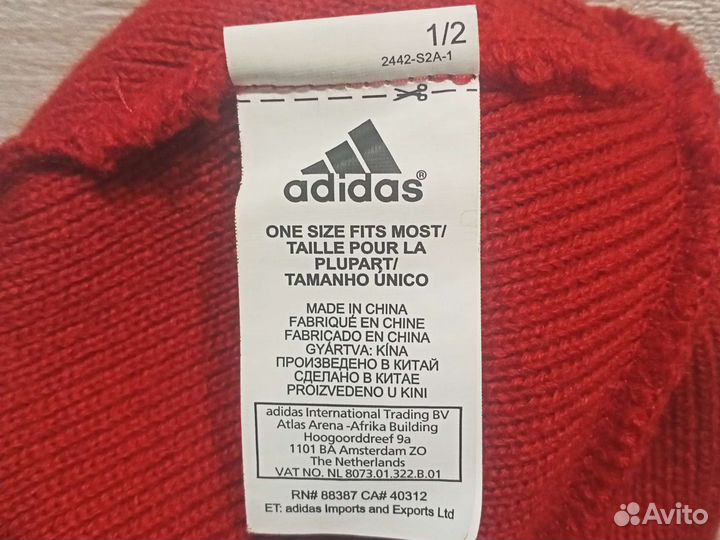 1/2
2442-S2A-1
adidas®
ONE SIZE FITS MOST/
TAILLE POUR LA
PLUPART/
TAMANHO ÚNICO
MADE IN CHINA
FABRIQUÉ EN CHINE
FABRICADO EN CHINA
GYÁRTVA: KÍNA
ПРОИЗВЕДЕНО В КИТАЙ
СДЕЛАНО В КИТАЕ
PROIZVEDENO U KINI
adidas International Trading BV
Atlas Arena -Afrika Building
Hoogoorddreef 9a
1101 BA Amsterdam ZO
The Netherlands
VAT NO. NL 8073.01.322.B.01
RN# 88387 CA# 40312
ET: adidas Imports and Exports Ltd
Avito